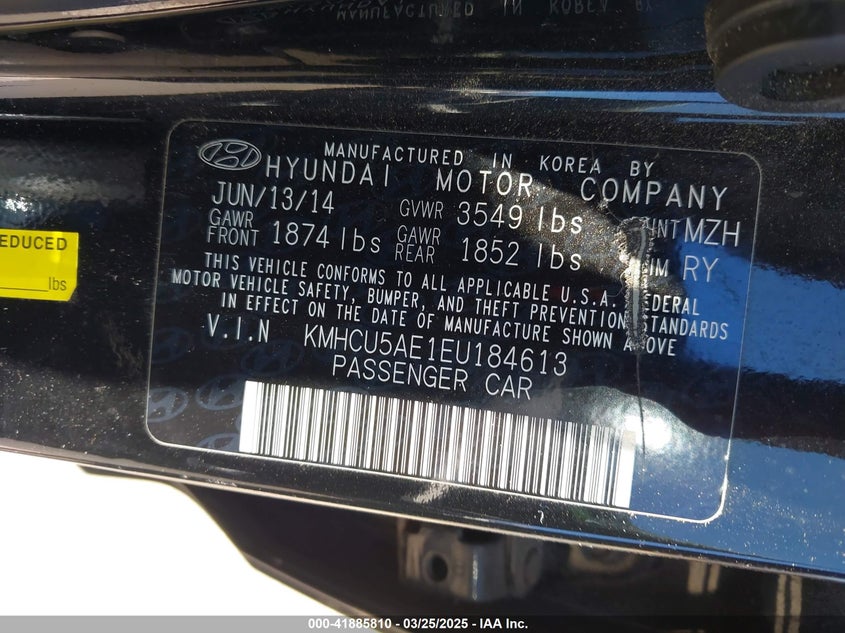 MANUFACTURED IN KOREA BY
HYUNDAI MOTOR COMPANY
JUN/13/14 GVWR 3549 lbs INT MZH
GAWR FRONT 1874 lbs GAWR REAR 1852 lbs IM RY
THIS VEHICLE CONFORMS TO ALL APPLICABLE U.S.A. EDERAL
MOTOR VEHICLE SAFETY, BUMPER, AND THEFT PREVENTION STANDARDS
IN EFFECT ON THE DATE OF MANUFACTURE SHOWN ABOVE
V.I.N KMHCU5AE1EU184613
PASSENGER CAR
EDUCED
lbs
000-41885810 - 03/25/2025 - IAA Inc.